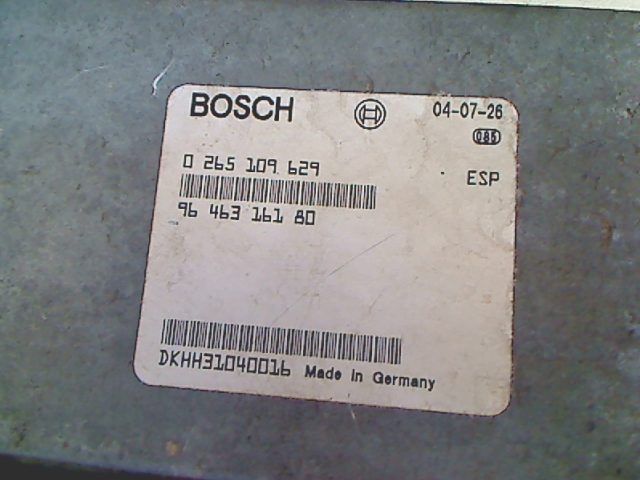 BOSCH
04-07-26
085
0 265 109 629
ESP
96 463 161 80
DKHH31040016 Made in Germany